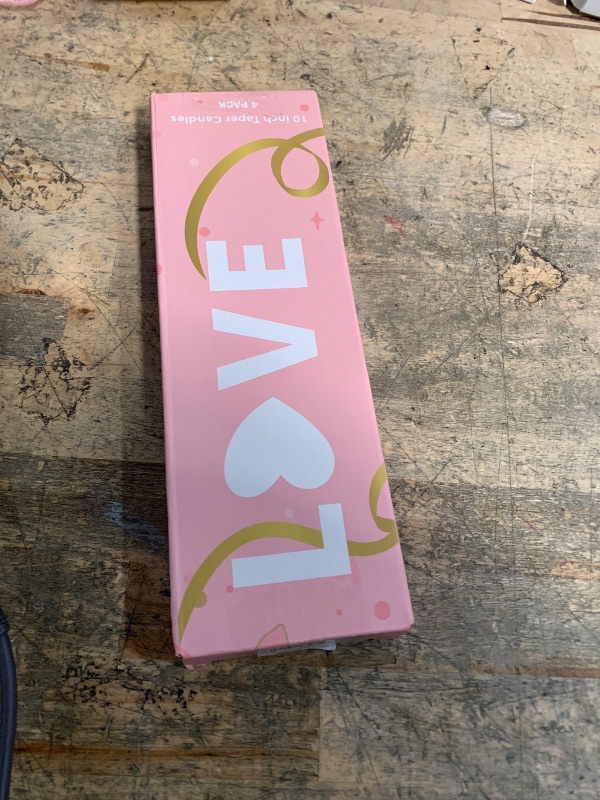 10 inch Taper Candles
4 PACK
LOVE